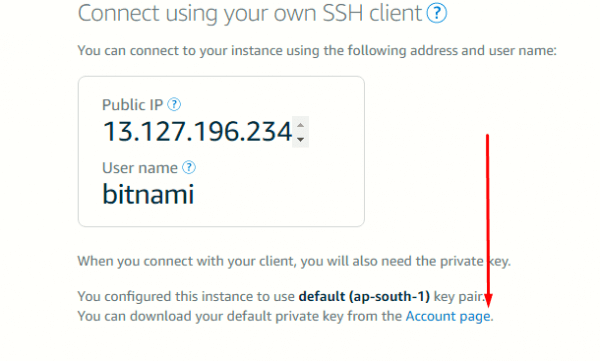 Connect using your own SSH client ?
You can connect to your instance using the following address and user name:
Public IP ?
13.127.196.234
User name ?
bitnami
When you connect with your client, you will also need the private key.
You configured this instance to use default (ap-south-1) key pair.
You can download your default private key from the Account page.